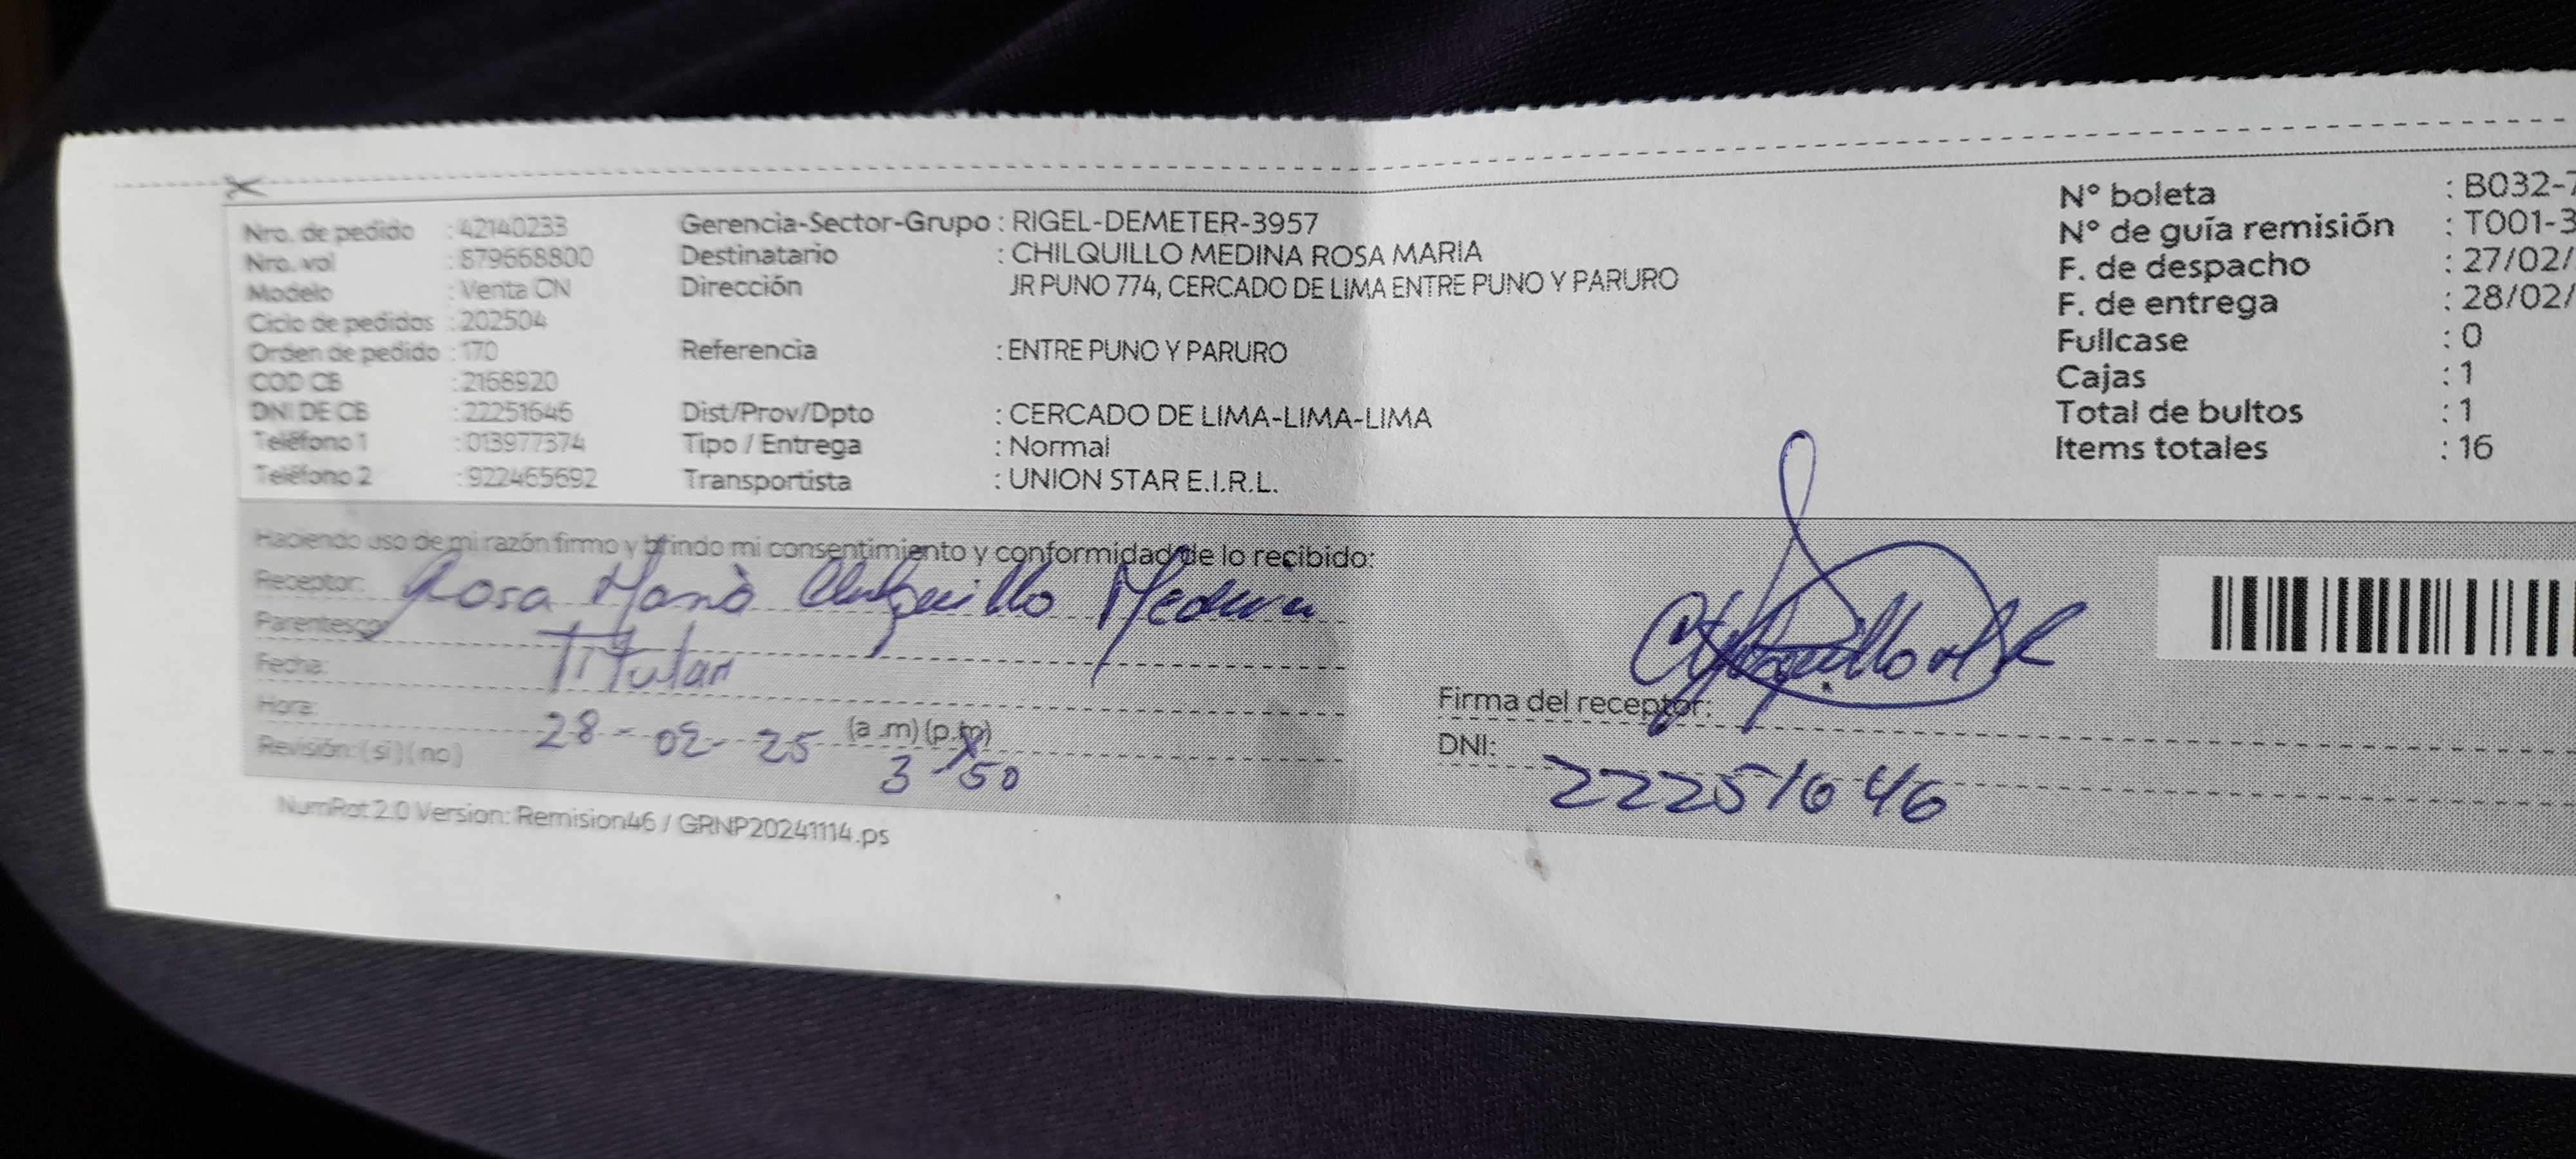 Nro. de pedido : 42140233
Nro. vol : 879668800
Modelo : Venta CN
Ciclo de pedidos : 202504
Orden de pedido : 170
COD CB : 2168920
DNI DE CB : 22251646
Teléfono 1 : 013977374
Teléfono 2 : 922465692
Gerencia-Sector-Grupo : RIGEL-DEMETER-3957
Destinatario : CHILQUILLO MEDINA ROSA MARIA
Dirección JR PUNO 774, CERCADO DE LIMA ENTRE PUNO Y PARURO
Referencia : ENTRE PUNO Y PARURO
Dist/Prov/Dpto : CERCADO DE LIMA-LIMA-LIMA
Tipo / Entrega : Normal
Transportista : UNION STAR E.I.R.L.
N° boleta : B032-7
N° de guía remisión : T001-3
F. de despacho : 27/02/
F. de entrega : 28/02/
Fullcase : 0
Cajas : 1
Total de bultos : 1
Items totales : 16
Haciendo uso de mi razón firmo y brindo mi consentimiento y conformidad de lo recibido:
Receptor: Rosa Maria Chilquillo Medina
Parentesco: Titular
Fecha: 28-02-25
Hora: (a .m) (p.m) 3 50
Revisión: (si) (no)
Firma del receptor:
DNI: 22251646
NumRot 2.0 Version: Remision46 / GRNP20241114.ps